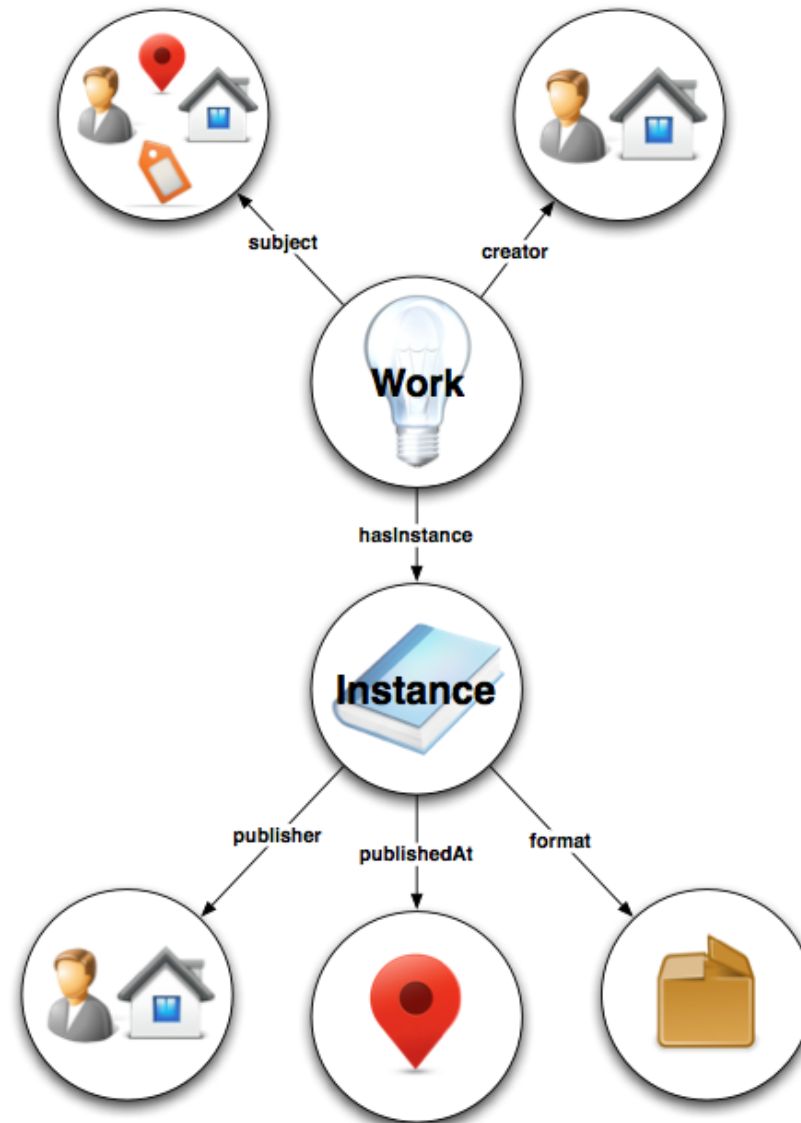 subject
creator
Work
hasInstance
Instance
publisher
publishedAt
format